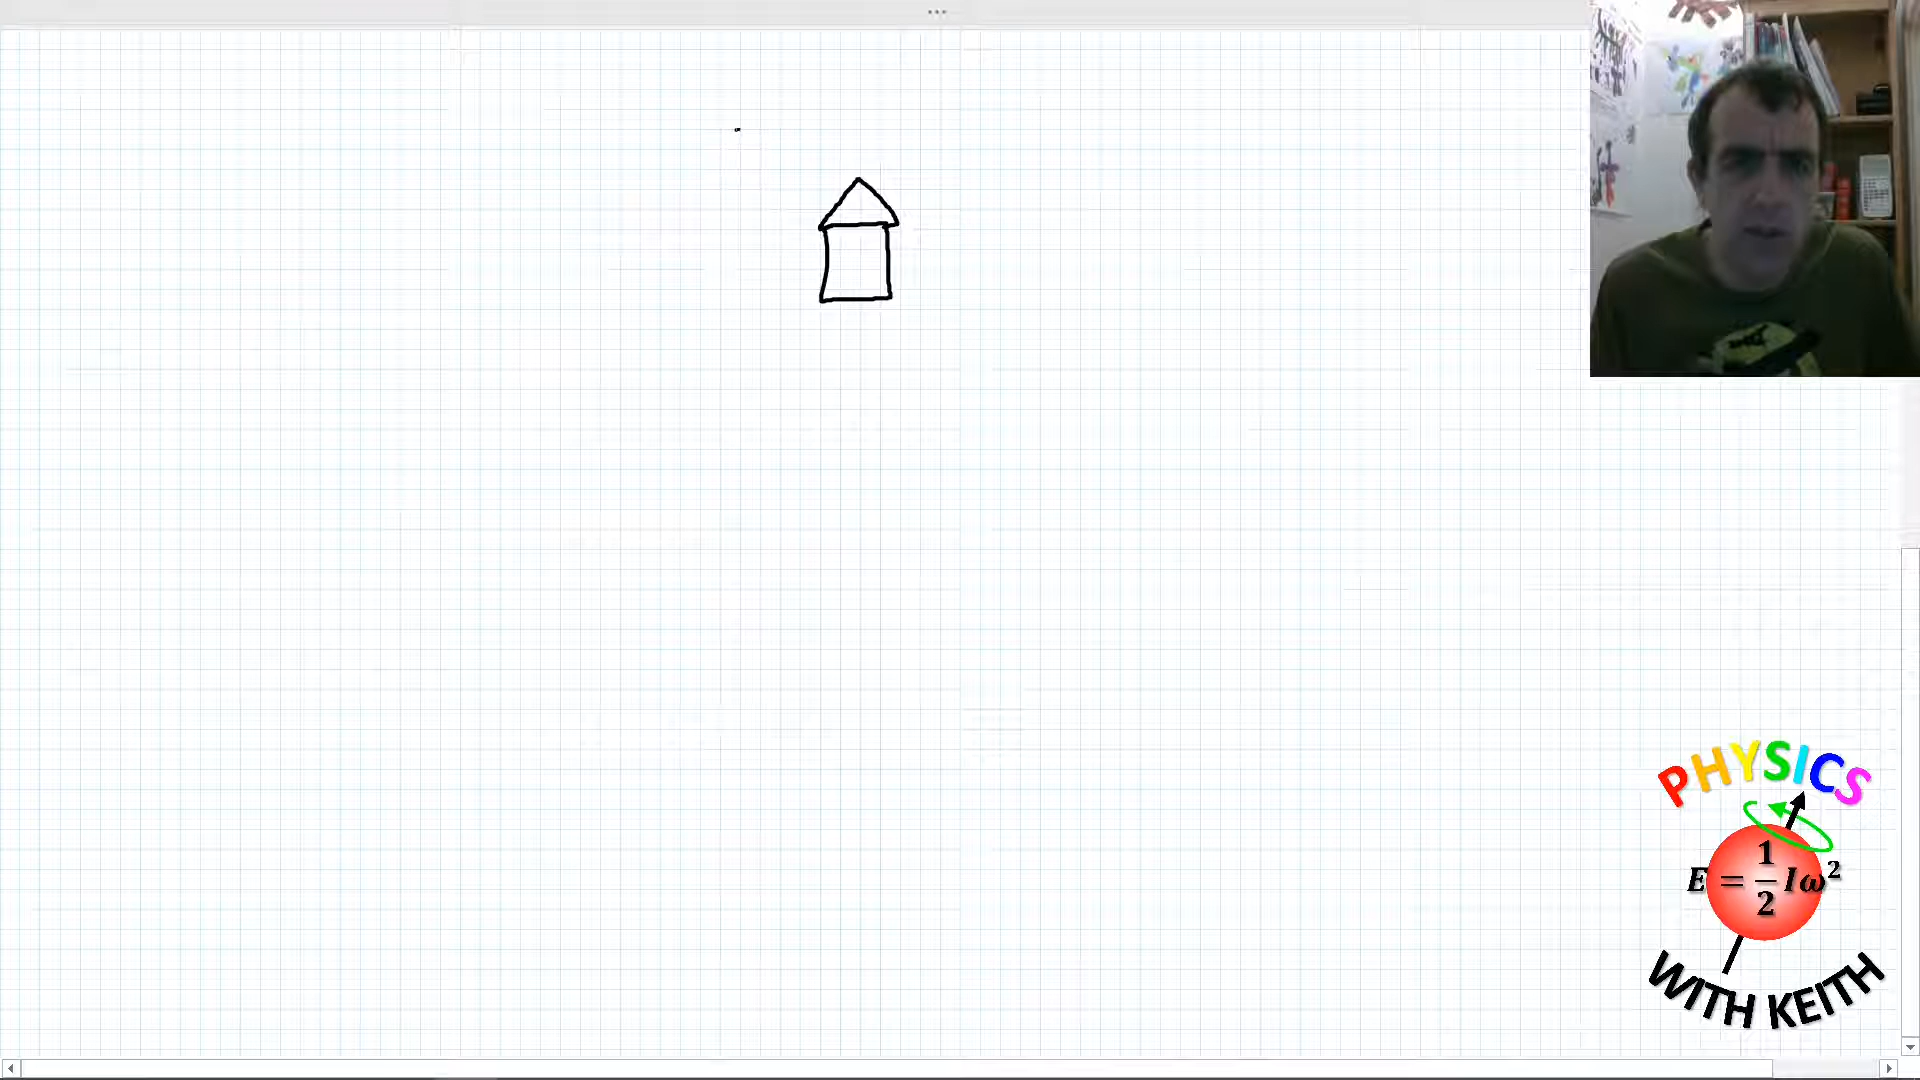 PHYSICS
E = 1/2 Iω²
WITH KEITH